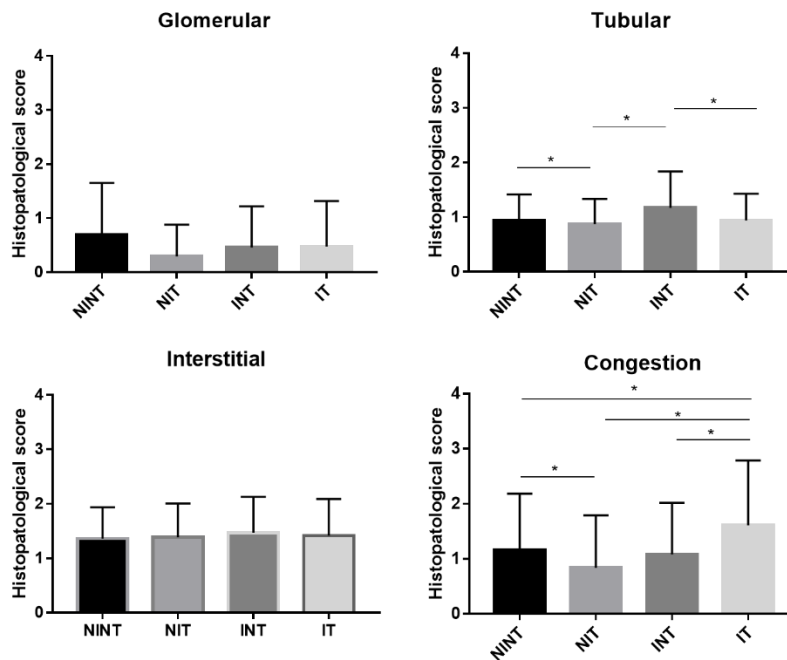 Glomerular
Histopatological score
4
3
2
1
0
NINT NIT INT IT
Tubular
Histopatological score
4
3
2
1
0
*
*
*
NINT NIT INT IT
Interstitial
Histopatological score
4
3
2
1
0
NINT NIT INT IT
Congestion
Histopatological score
4
3
2
1
0
*
*
*
*
NINT NIT INT IT